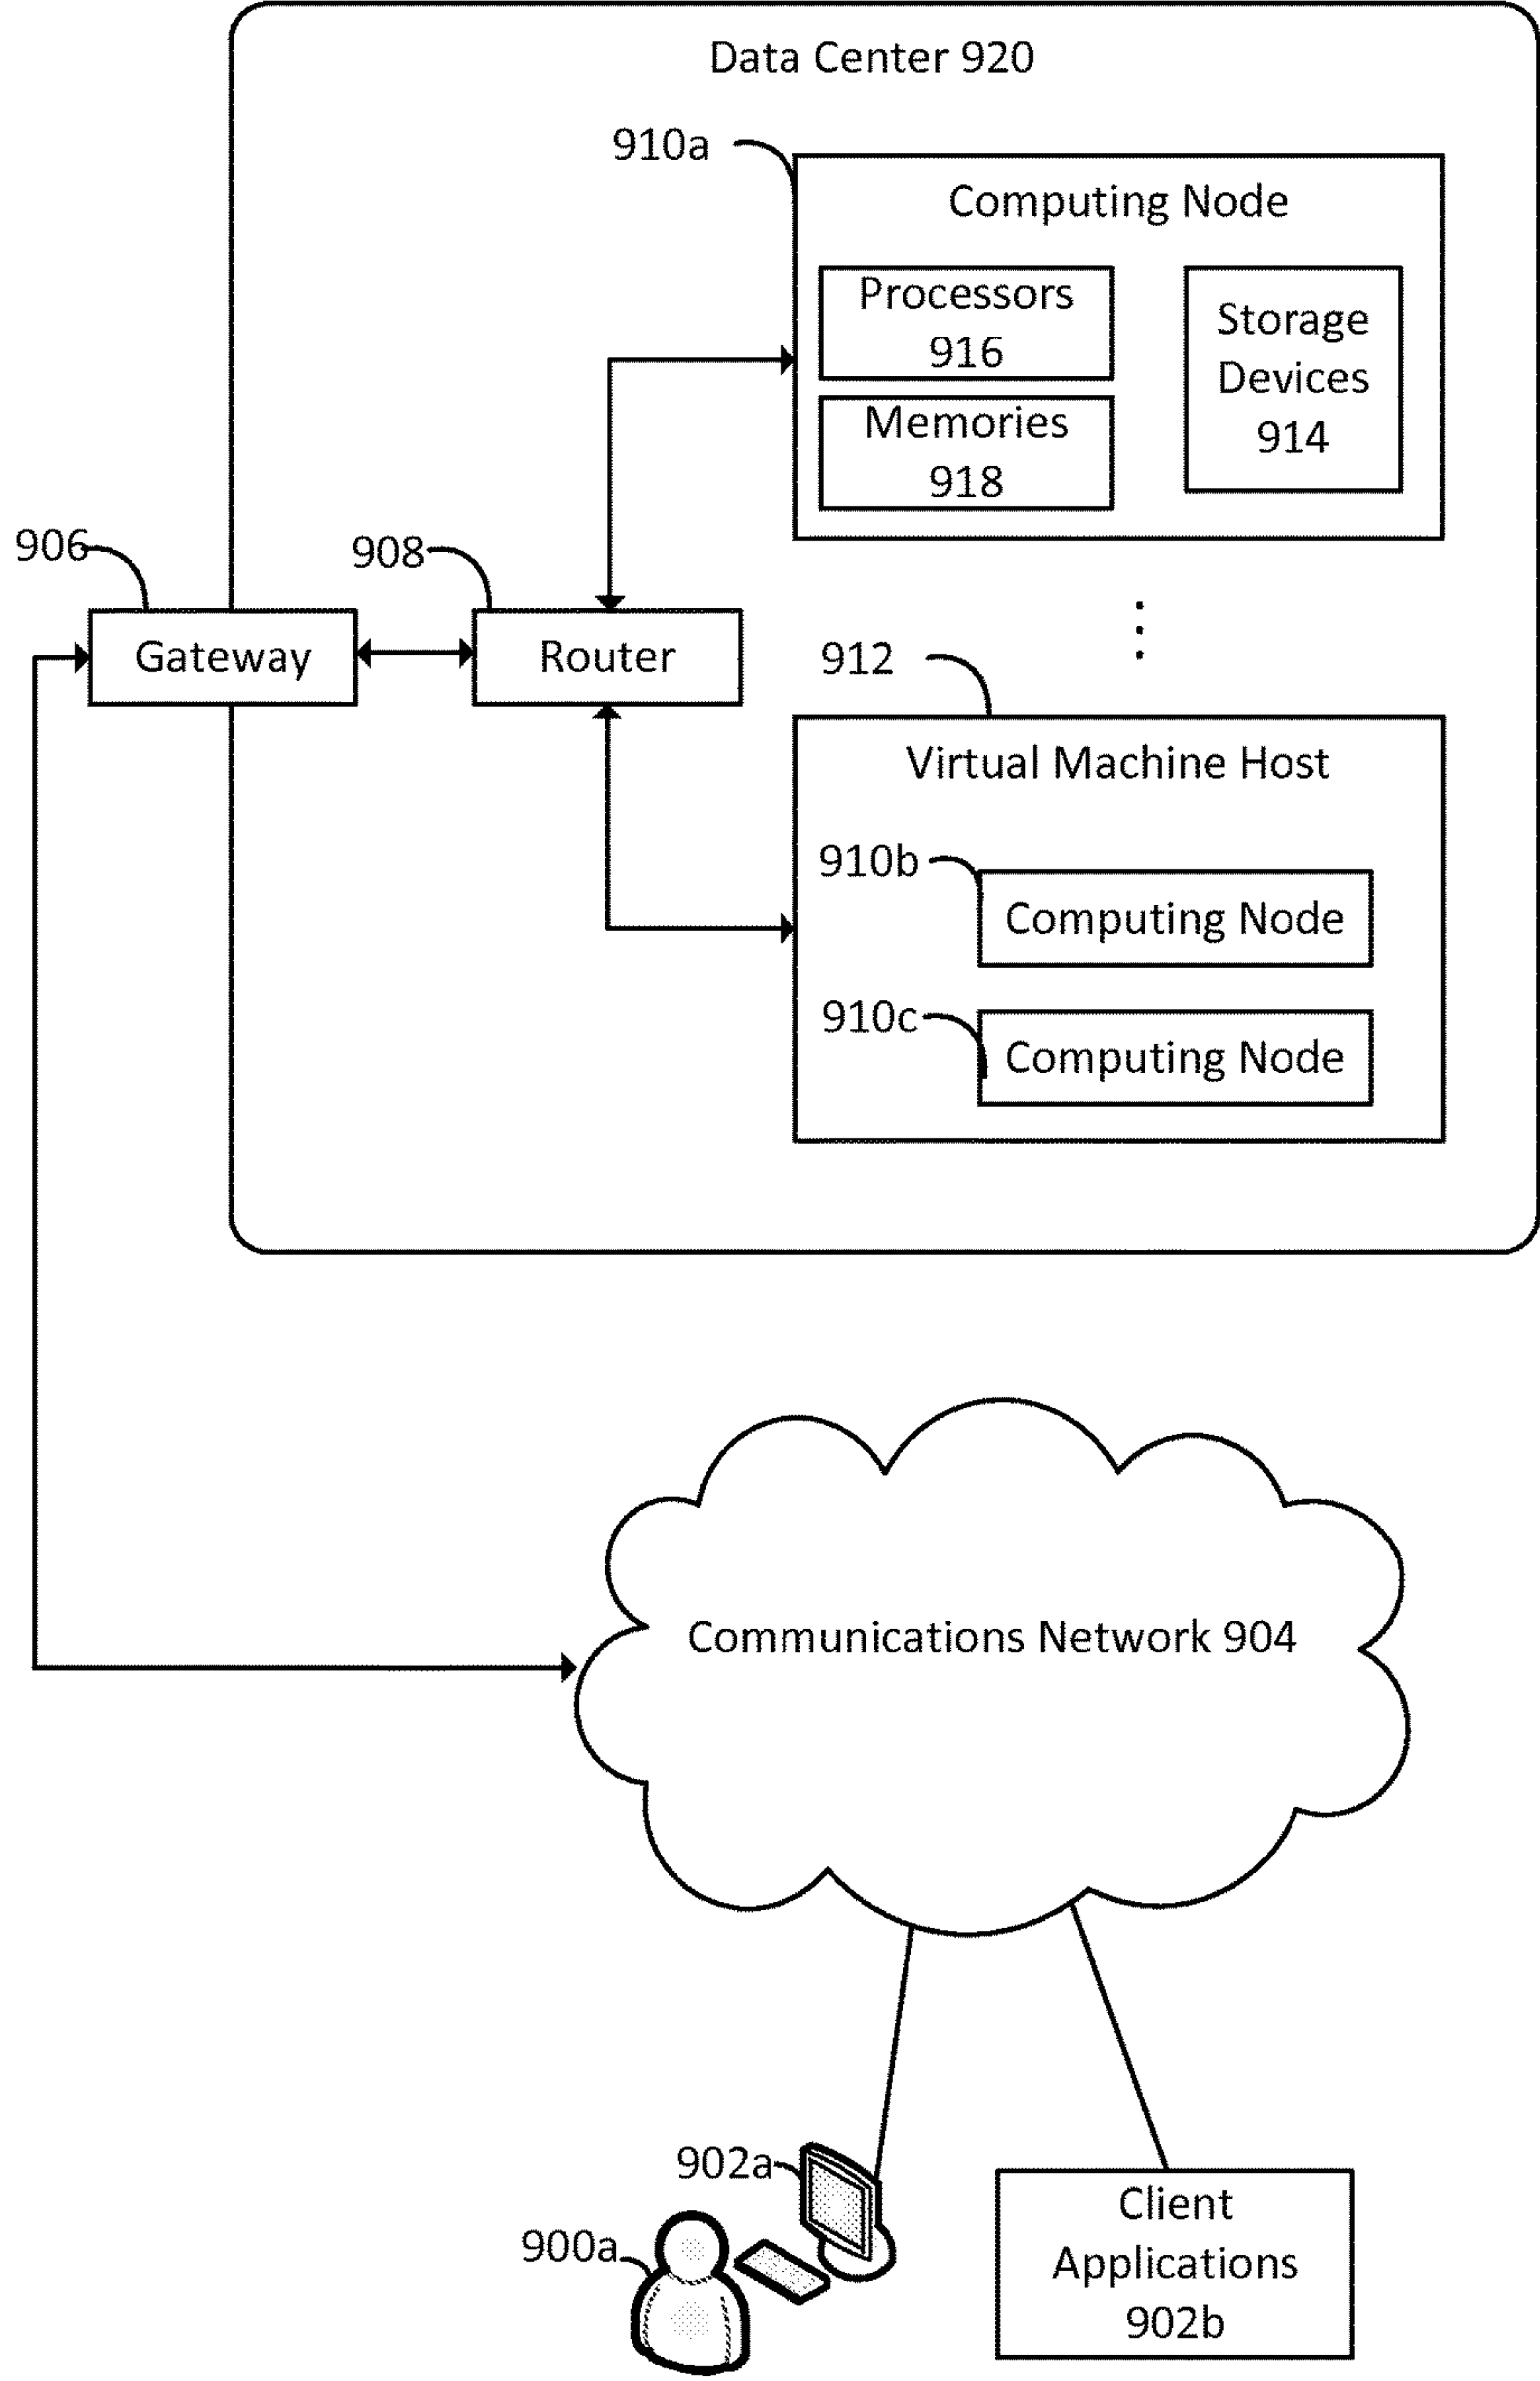 Data Center 920
910a
Computing Node
Processors
916
Memories
918
Storage
Devices
914
906
908
Gateway
Router
912
Virtual Machine Host
910b
Computing Node
910c
Computing Node
Communications Network 904
902a
900a
Client
Applications
902b